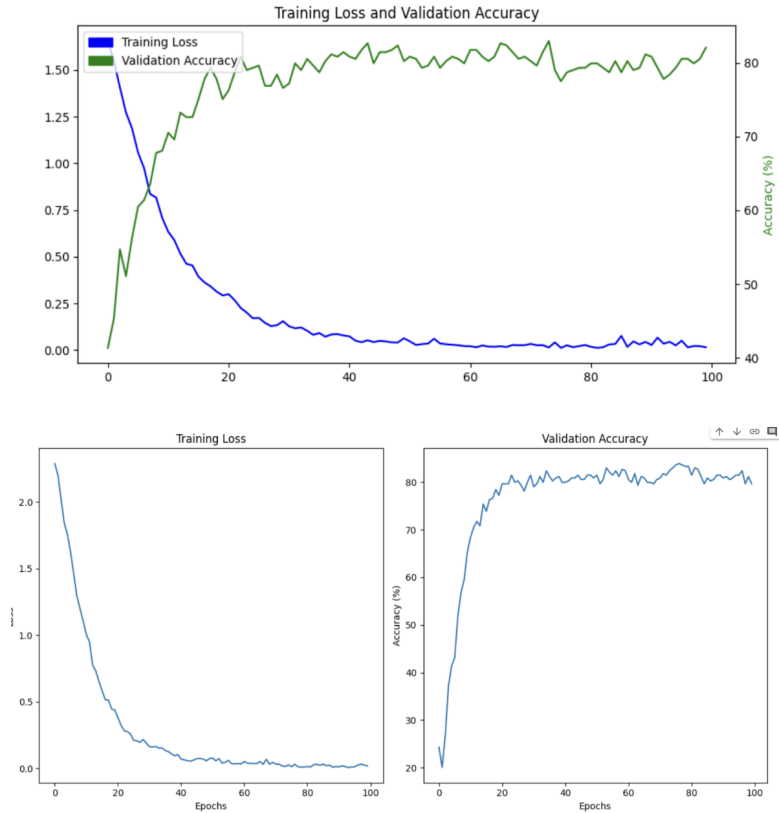 Training Loss and Validation Accuracy
Training Loss
Validation Accuracy
1.50
1.25
1.00
0.75
0.50
0.25
0.00
80
70
60
50
40
Accuracy (%)
0 20 40 60 80 100
Training Loss
2.0
1.5
1.0
0.5
0.0
0 20 40 60 80 100
Epochs
Validation Accuracy
Accuracy (%)
80
70
60
50
40
30
20
0 20 40 60 80 100
Epochs